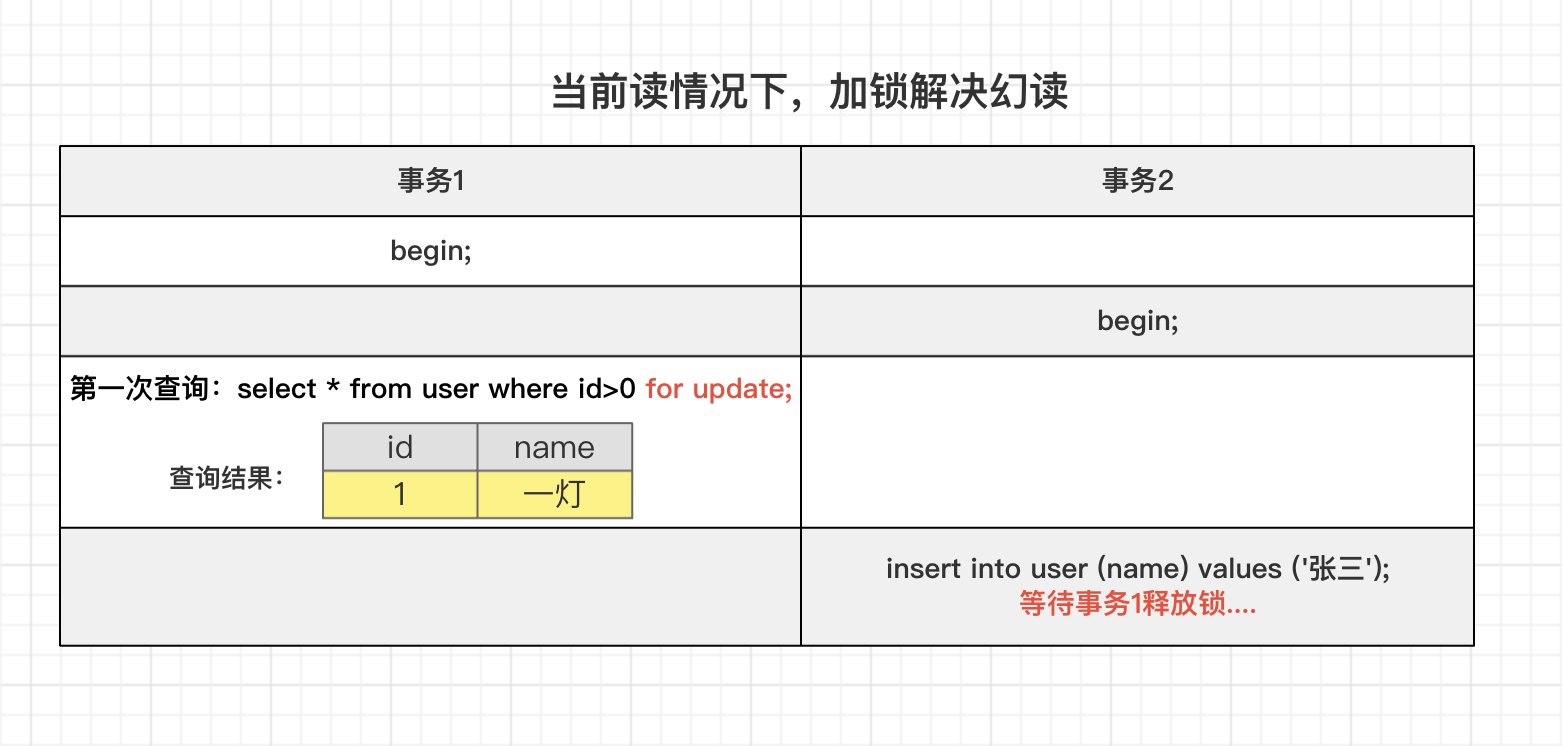 当前读情况下，加锁解决幻读
事务1
事务2
begin;
begin;
第一次查询：select * from user where id>0 for update;
查询结果：
id
name
1
一灯
insert into user (name) values ('张三');
等待事务1释放锁....